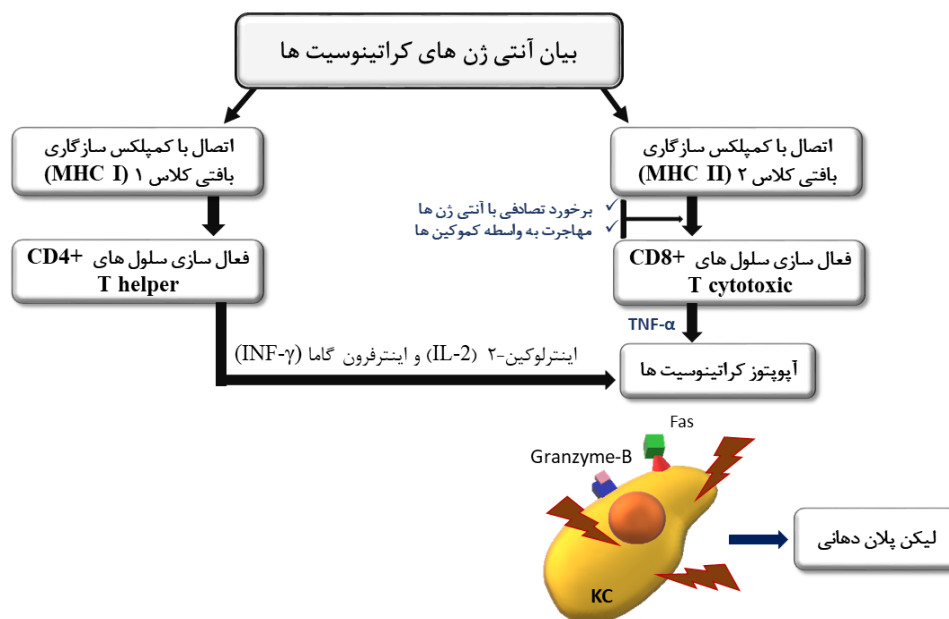 بیان آنتی ژن های کراتینوسیت ها
اتصال با کمپلکس سازگاری
بافتی کلاس ۲ (MHC II)
اتصال با کمپلکس سازگاری
بافتی کلاس ۱ (MHC I)
✓ برخورد تصادفی با آنتی ژن ها
✓ مهاجرت به واسطه کموکین ها
فعال سازی سلول های CD8+
T cytotoxic
فعال سازی سلول های CD4+
T helper
TNF-α
اینترلوکین-۲ (IL-2) و اینترفرون گاما (INF-γ)
آپوپتوز کراتینوسیت ها
Fas
Granzyme-B
KC
لیکن پلان دهانی